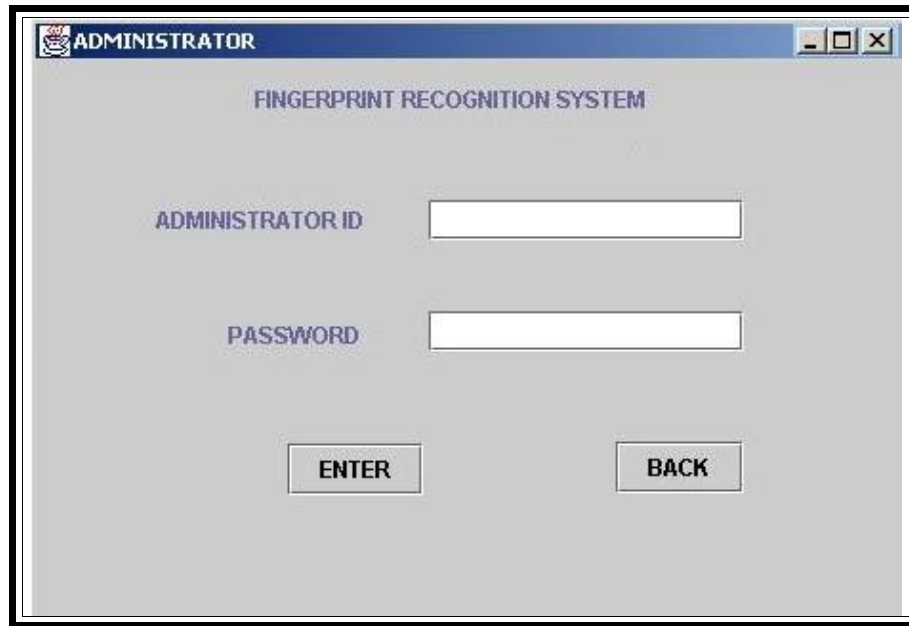 ADMINISTRATOR
FINGERPRINT RECOGNITION SYSTEM
ADMINISTRATOR ID
PASSWORD
ENTER BACK